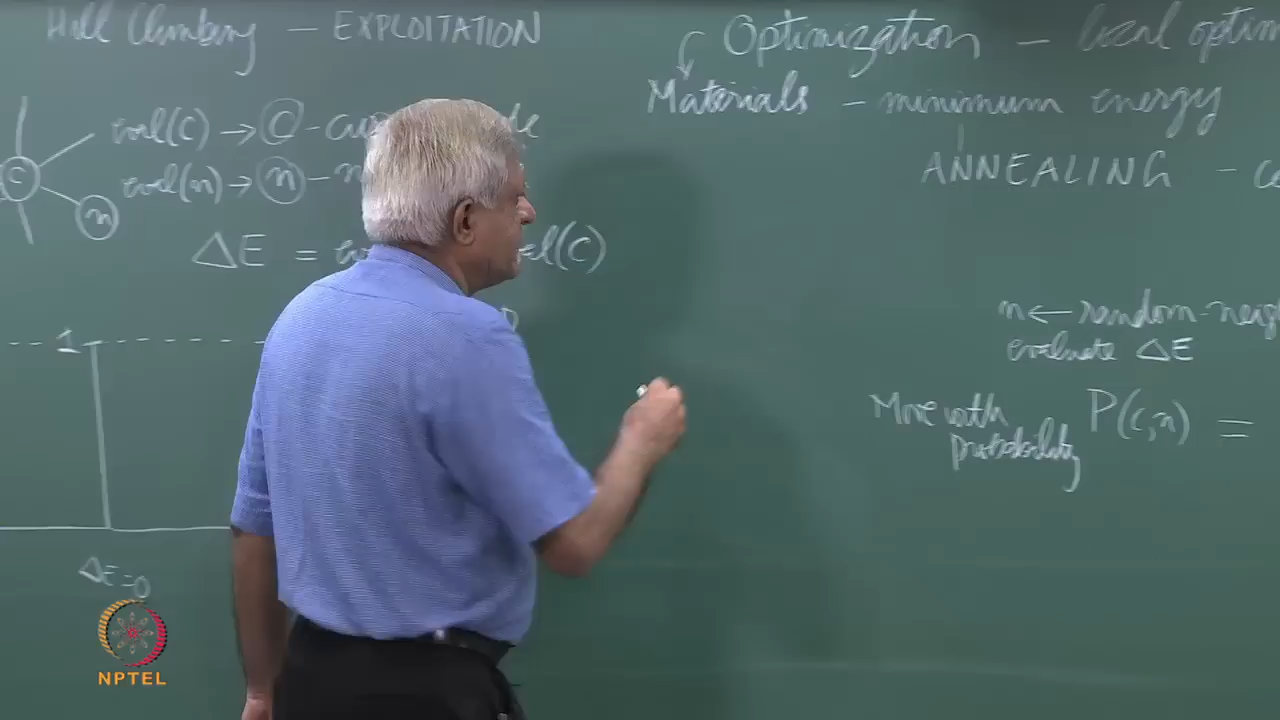 Hill Climbing — EXPLOITATION
eval(C) → C -
eval(n) → n - n
C
n
ΔE = eval(C)
1
ΔE=0
Optimization — local optim
Materials — minimum energy
ANNEALING —
n ← random-neigh
evaluate ΔE
Move with probability P(c,n) =
NPTEL